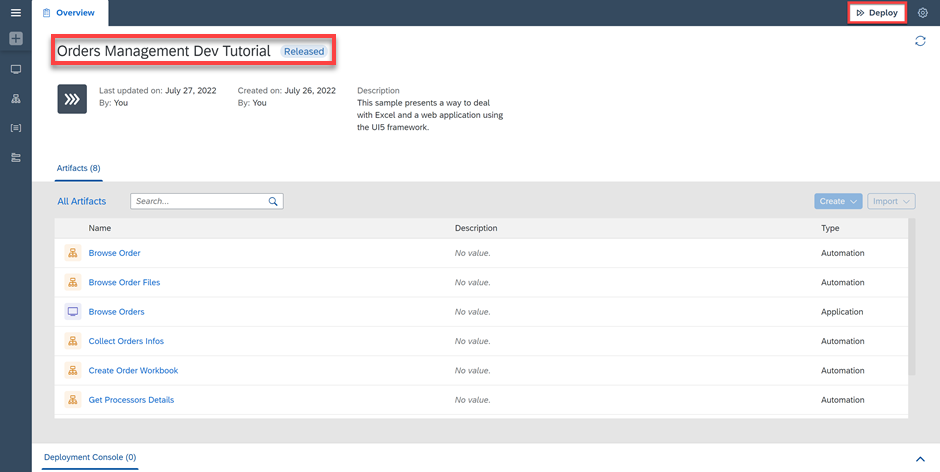 Overview
Deploy
Orders Management Dev Tutorial Released
Last updated on: July 27, 2022 Created on: July 26, 2022 Description
By: You By: You This sample presents a way to deal
with Excel and a web application using
the UI5 framework.
Artifacts (8)
All Artifacts Search... Create Import
Name Description Type
Browse Order No value. Automation
Browse Order Files No value. Automation
Browse Orders No value. Application
Collect Orders Infos No value. Automation
Create Order Workbook No value. Automation
Get Processors Details No value. Automation
Deployment Console (0)